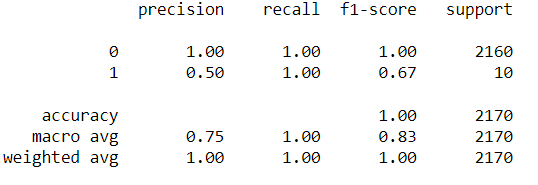 precision recall f1-score support
0 1.00 1.00 1.00 2160
1 0.50 1.00 0.67 10
accuracy 1.00 2170
macro avg 0.75 1.00 0.83 2170
weighted avg 1.00 1.00 1.00 2170